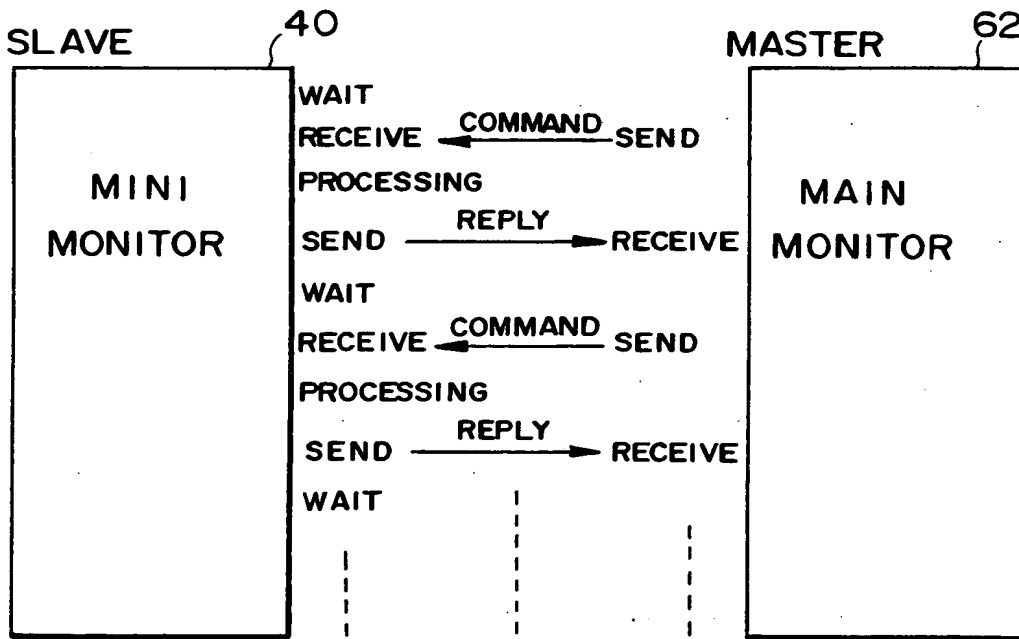 SLAVE 40 MASTER 62
WAIT
RECEIVE COMMAND SEND
MINI PROCESSING MAIN
MONITOR SEND REPLY RECEIVE MONITOR
WAIT
RECEIVE COMMAND SEND
PROCESSING
SEND REPLY RECEIVE
WAIT